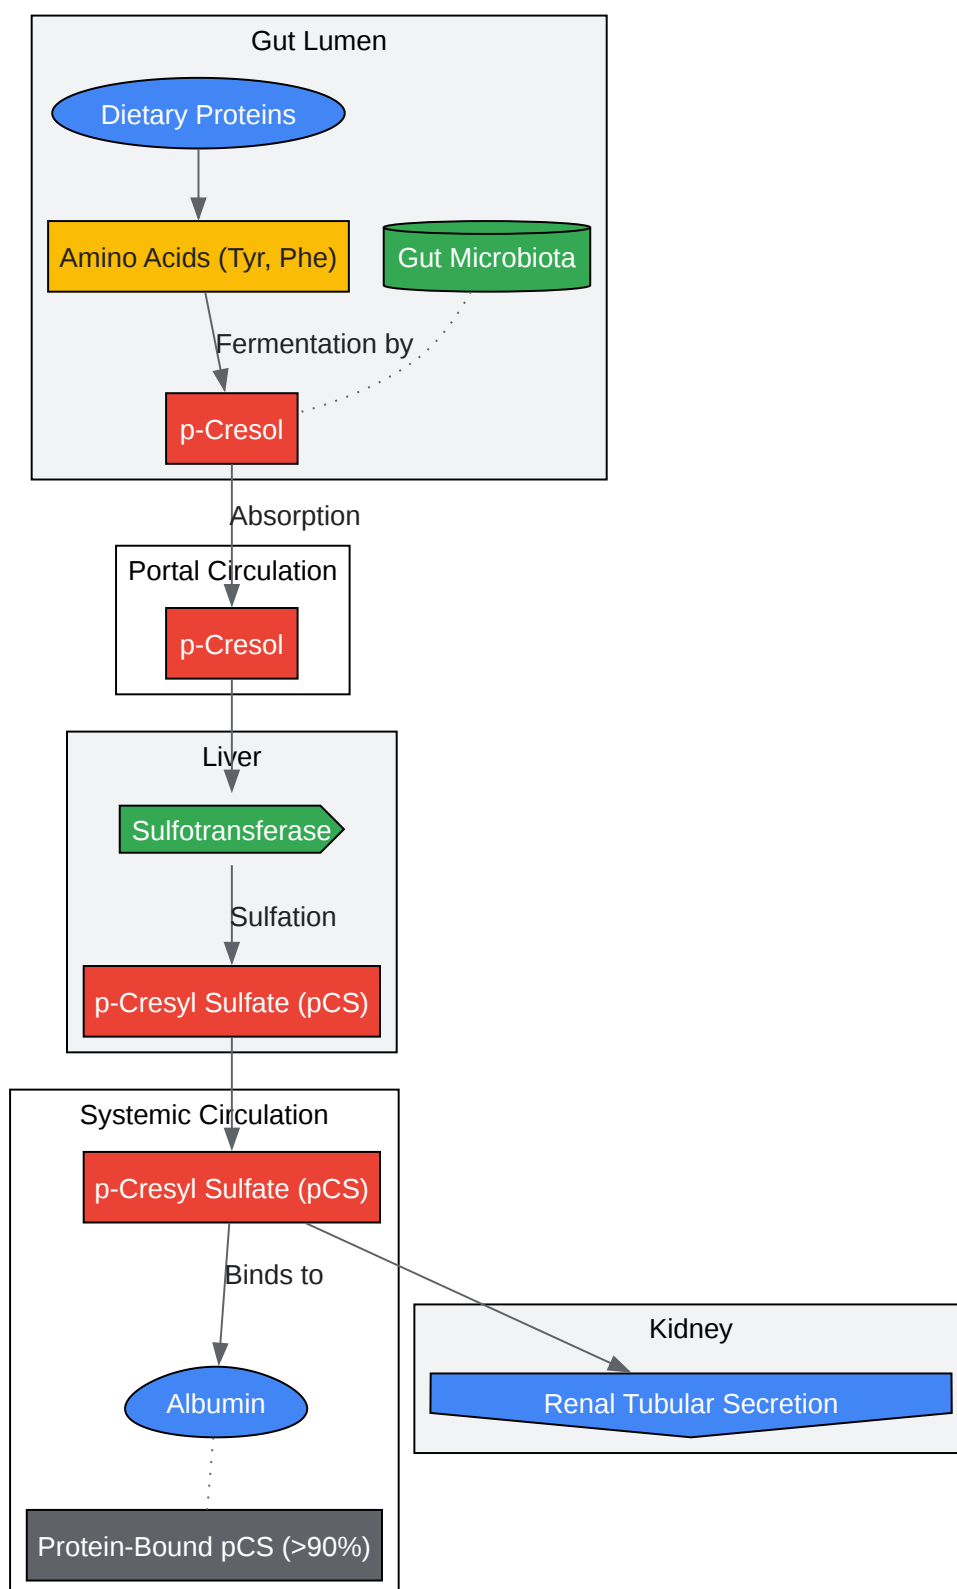 Gut Lumen
Dietary Proteins
Amino Acids (Tyr, Phe)
Gut Microbiota
Fermentation by
p-Cresol
Absorption
Portal Circulation
p-Cresol
Liver
Sulfotransferase
Sulfation
p-Cresyl Sulfate (pCS)
Systemic Circulation
p-Cresyl Sulfate (pCS)
Binds to
Kidney
Albumin
Renal Tubular Secretion
Protein-Bound pCS (>90%)